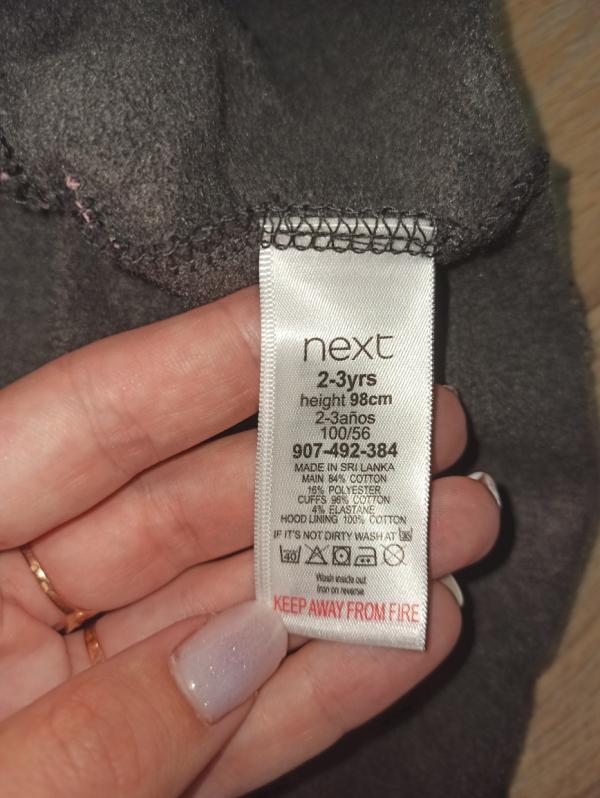 next
2-3yrs
height 98cm
2-3años
100/56
907-492-384
MADE IN SRI LANKA
MAIN 84% COTTON
16% POLYESTER
CUFFS 96% COTTON
4% ELASTANE
HOOD LINING 100% COTTON
IF IT'S NOT DIRTY WASH AT 30
40
Wash inside out
Iron on reverse
KEEP AWAY FROM FIRE